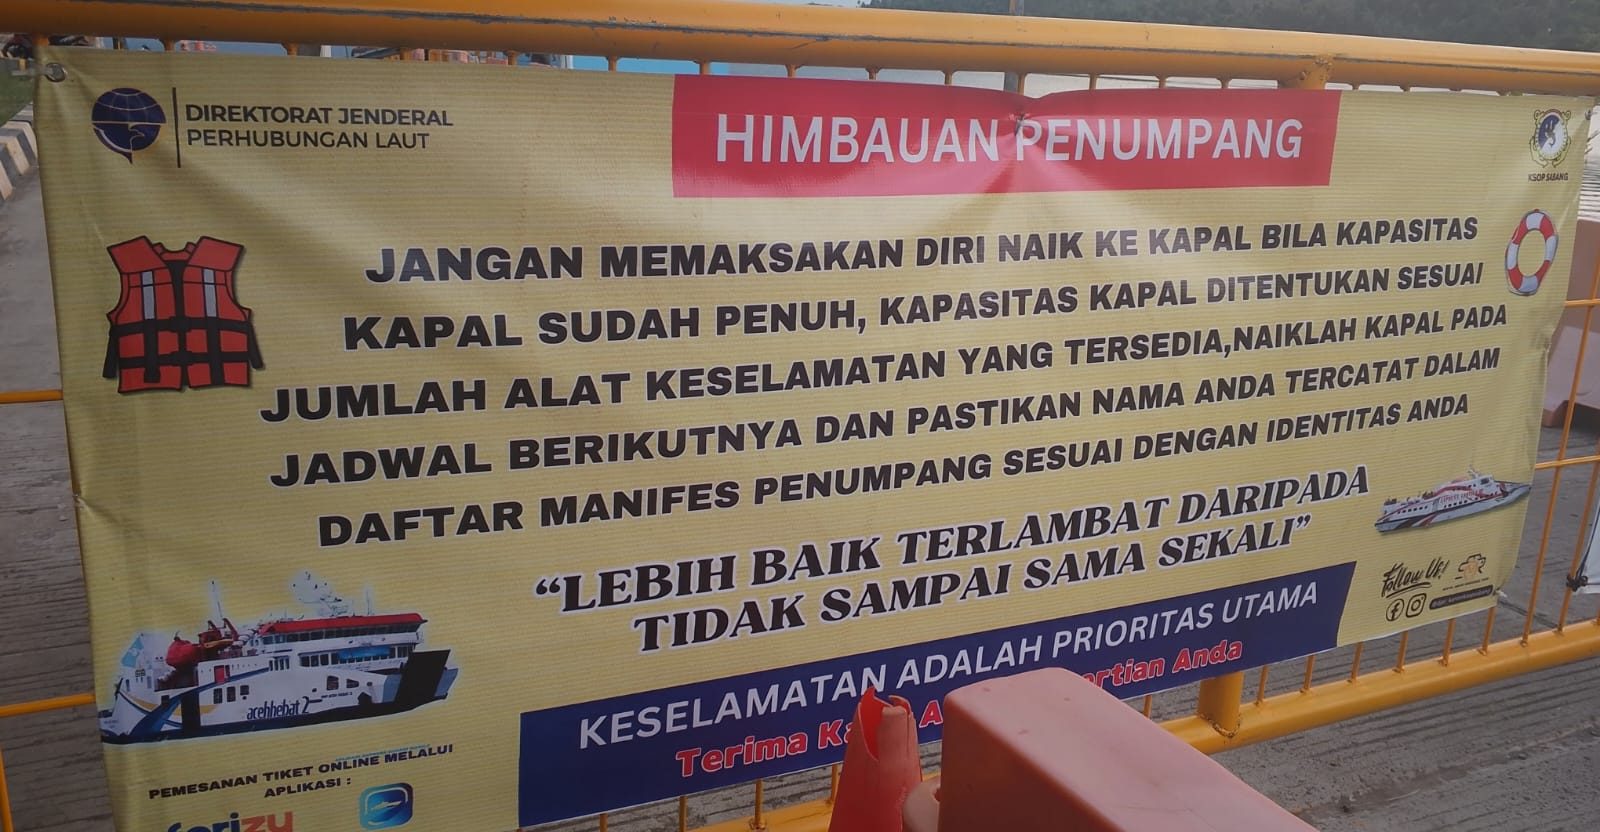 DIREKTORAT JENDERAL
PERHUBUNGAN LAUT
HIMBAUAN PENUMPANG
KSOP SABANG
JANGAN MEMAKSAKAN DIRI NAIK KE KAPAL BILA KAPASITAS
KAPAL SUDAH PENUH, KAPASITAS KAPAL DITENTUKAN SESUAI
JUMLAH ALAT KESELAMATAN YANG TERSEDIA,NAIKLAH KAPAL PADA
JADWAL BERIKUTNYA DAN PASTIKAN NAMA ANDA TERCATAT DALAM
DAFTAR MANIFES PENUMPANG SESUAI DENGAN IDENTITAS ANDA
“LEBIH BAIK TERLAMBAT DARIPADA
TIDAK SAMPAI SAMA SEKALI”
KESELAMATAN ADALAH PRIORITAS UTAMA
Terima Anda
acehhebat 2
Follow Us!
PEMESANAN TIKET ONLINE MELALUI
APLIKASI :
ferizy